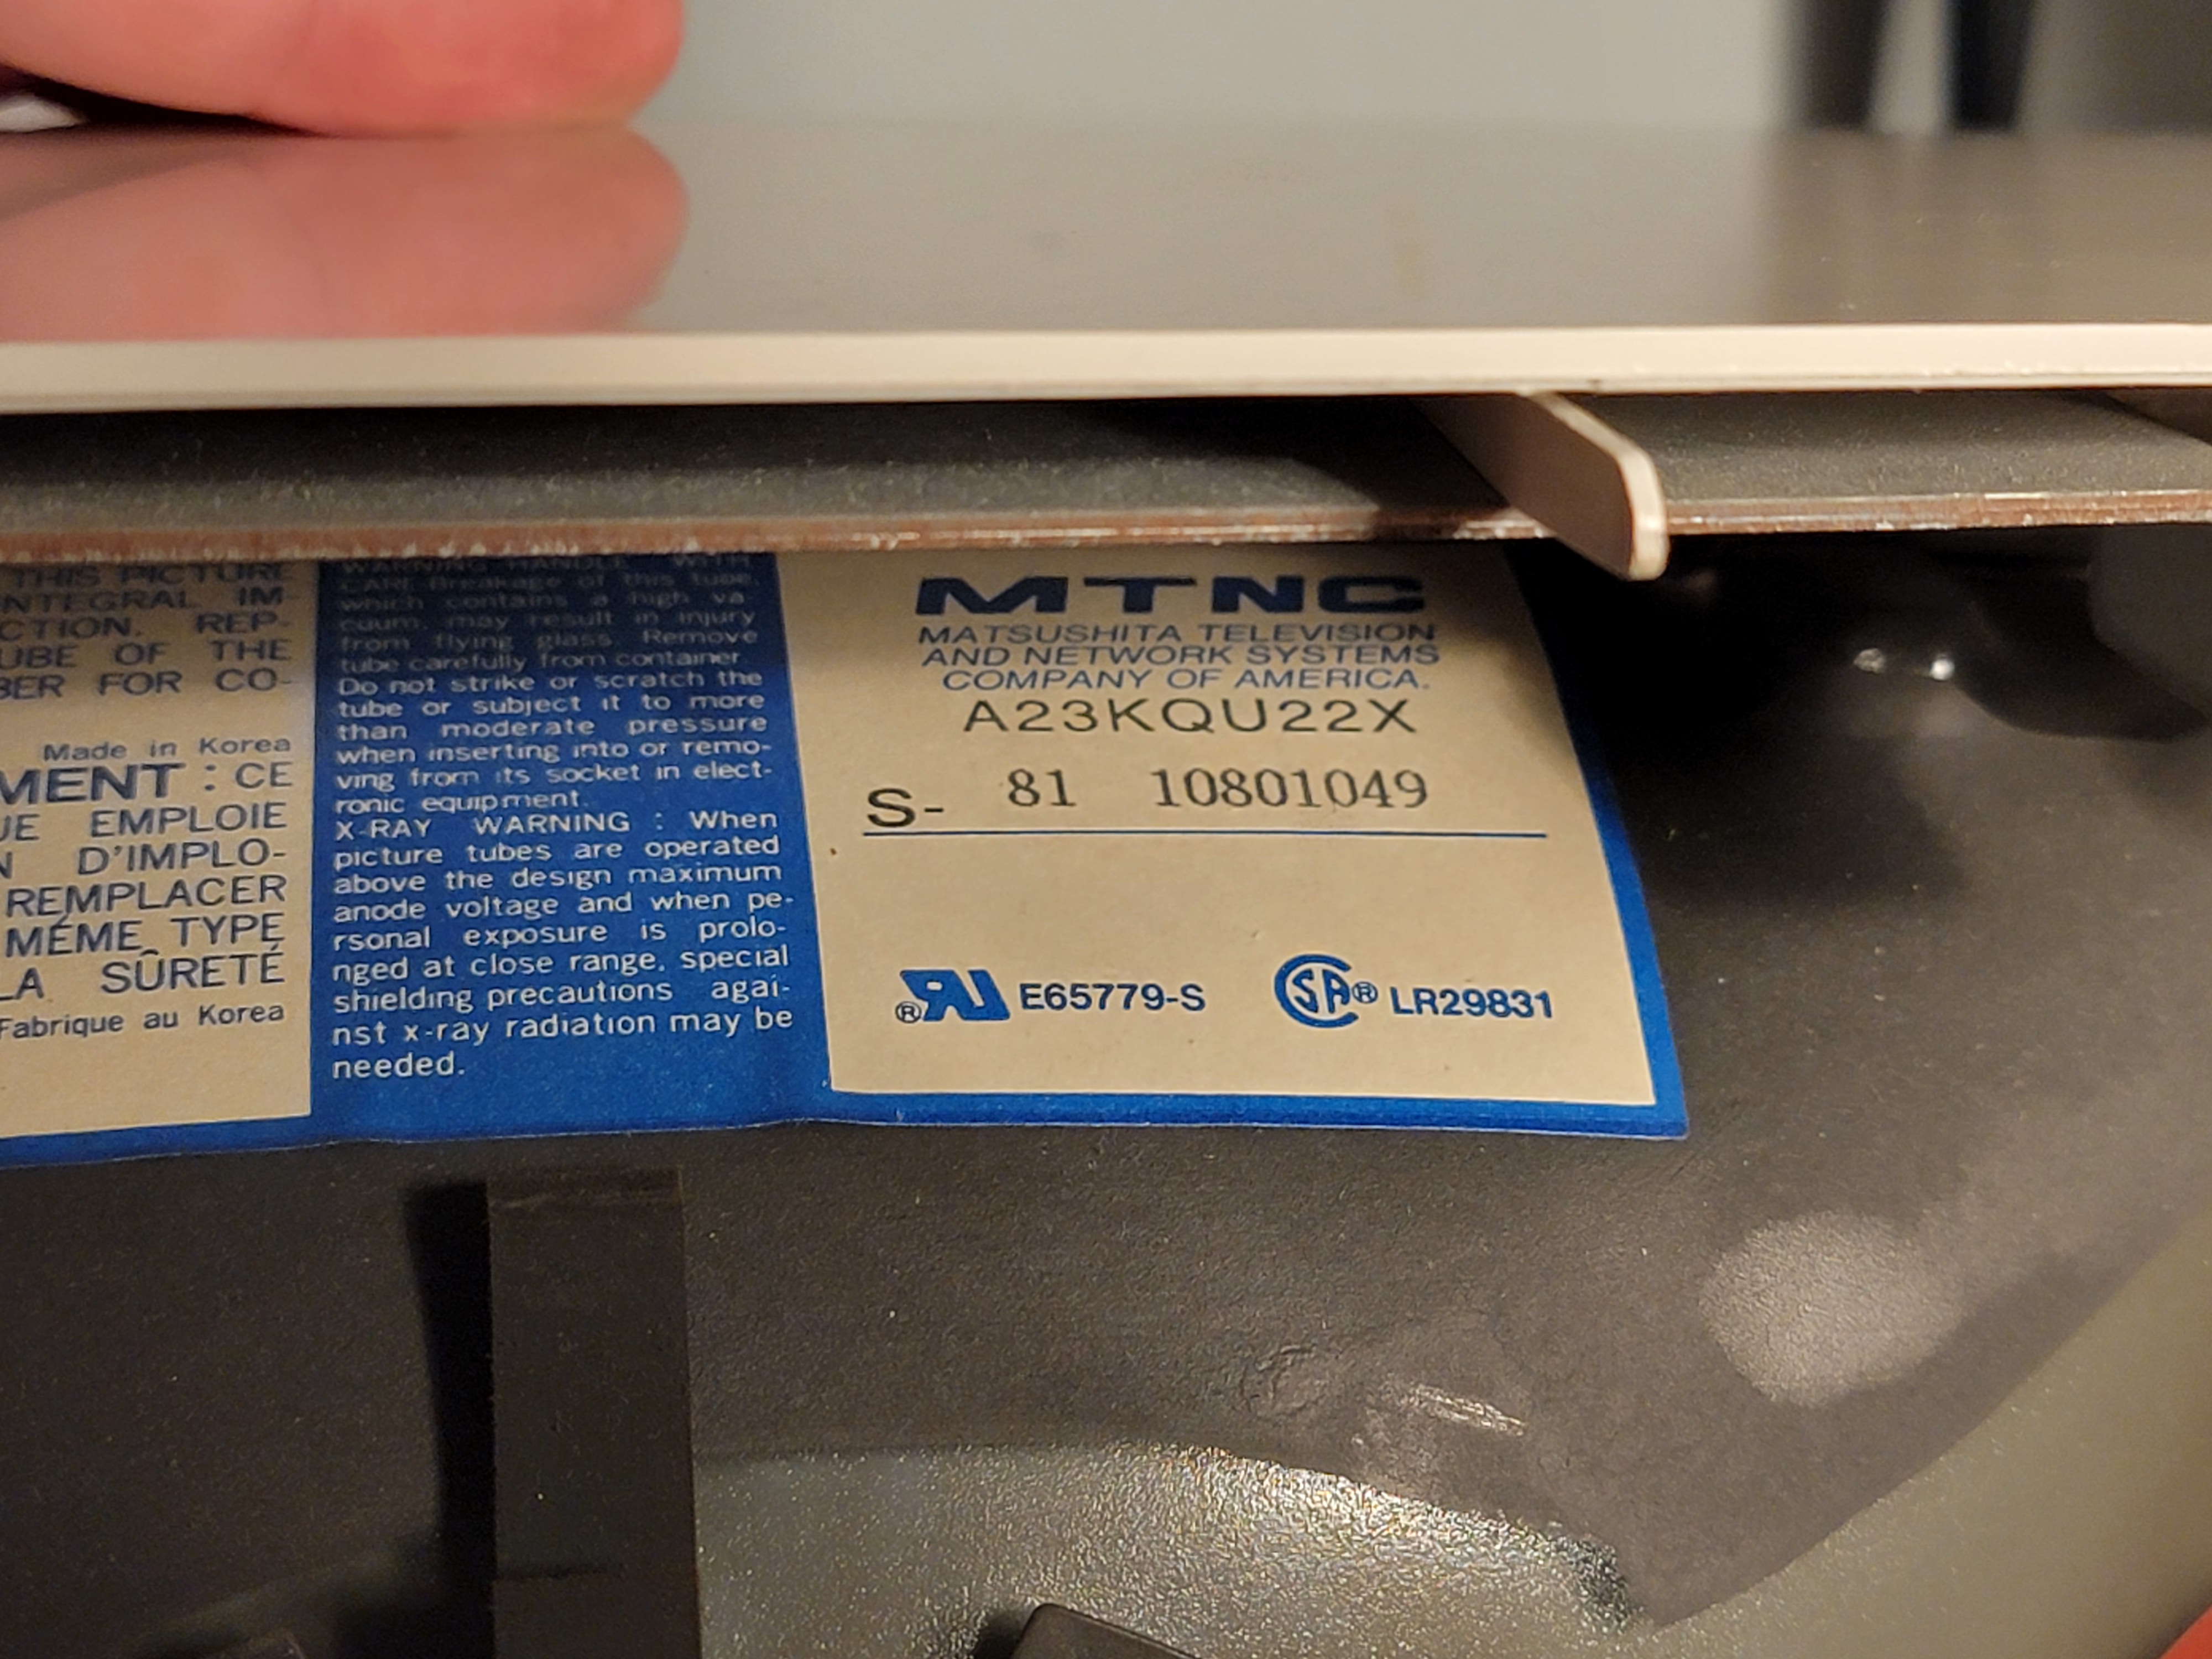 THIS PICTURE
NTEGRAL IM-
CTION. REP-
UBE OF THE
BER FOR CO-
Made in Korea
MENT : CE
UE EMPLOIE
N D'IMPLO-
REMPLACER
MÊME TYPE
LA SÛRETÉ
Fabrique au Korea
WARNING HANDLE WITH
CARE Breakage of this tube,
which contains a high va
cuum, may result in injury
from flying glass. Remove
tube carefully from container.
Do not strike or scratch the
tube or subject it to more
than moderate pressure
when inserting into or remo-
ving from its socket in elect-
ronic equipment.
X-RAY WARNING : When
picture tubes are operated
above the design maximum
anode voltage and when pe-
rsonal exposure is prolo-
nged at close range, special
shielding precautions agai-
nst x-ray radiation may be
needed.
MTNC
MATSUSHITA TELEVISION
AND NETWORK SYSTEMS
COMPANY OF AMERICA.
A23KQU22X
S- 81 10801049
® RU E65779-S SA® LR29831